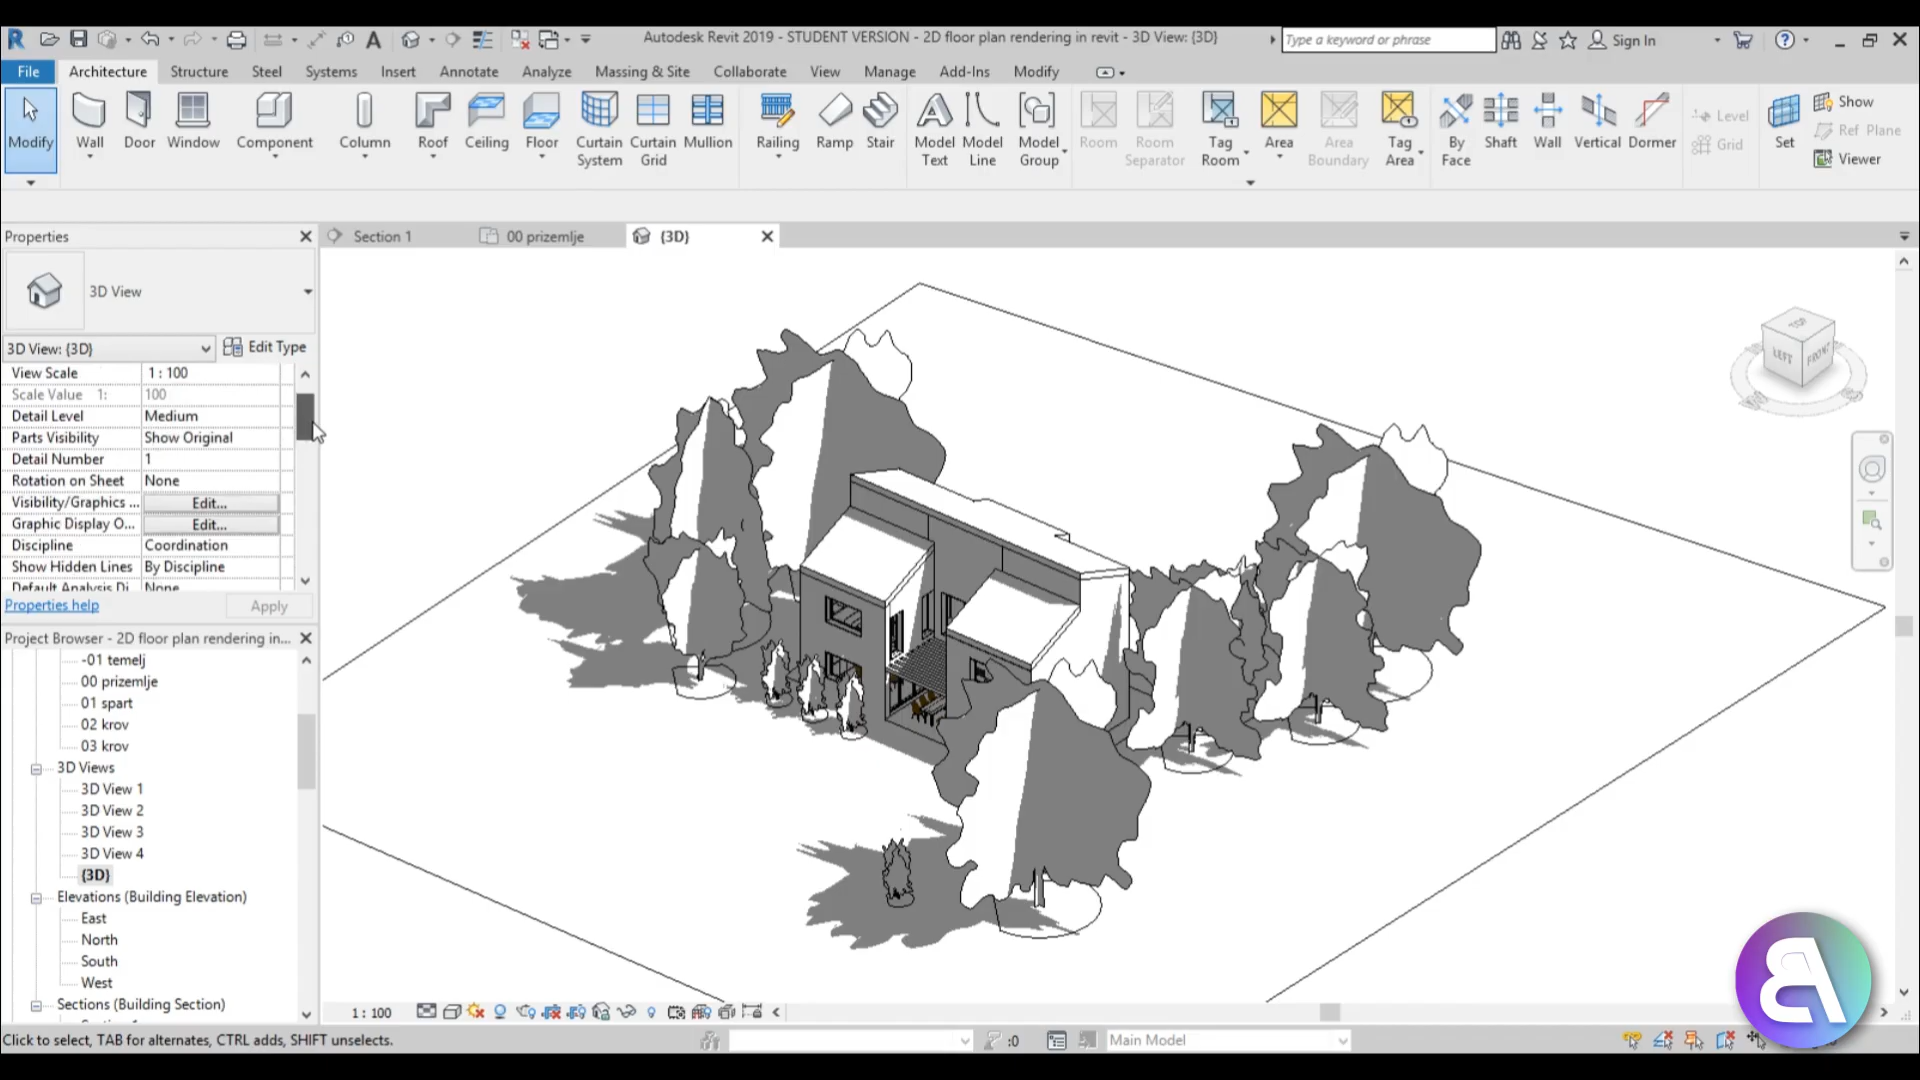 Autodesk Revit 2019 - STUDENT VERSION - 2D floor plan rendering in revit - 3D View: {3D}
Type a keyword or phrase
Sign In
File Architecture Structure Steel Systems Insert Annotate Analyze Massing & Site Collaborate View Manage Add-Ins Modify
Modify Wall Door Window Component Column Roof Ceiling Floor Curtain System Curtain Grid Mullion Railing Ramp Stair Model Text Model Line Model Group Room Room Separator Tag Room Area Area Boundary Tag Area By Face Shaft Wall Vertical Dormer Level Grid Set Show Ref Plane Viewer
Properties
Section 1
00 prizemlje
{3D}
3D View
3D View: {3D}
Edit Type
View Scale 1 : 100
Scale Value 1: 100
Detail Level Medium
Parts Visibility Show Original
Detail Number 1
Rotation on Sheet None
Visibility/Graphics ... Edit...
Graphic Display O... Edit...
Discipline Coordination
Show Hidden Lines By Discipline
Default Analysis Di... None
Properties help
Apply
Project Browser - 2D floor plan rendering in...
-01 temelj
00 prizemlje
01 spart
02 krov
03 krov
3D Views
3D View 1
3D View 2
3D View 3
3D View 4
{3D}
Elevations (Building Elevation)
East
North
South
West
Sections (Building Section)
TOP
LEFT
FRONT
1 : 100
Click to select, TAB for alternates, CTRL adds, SHIFT unselects.
:0
Main Model